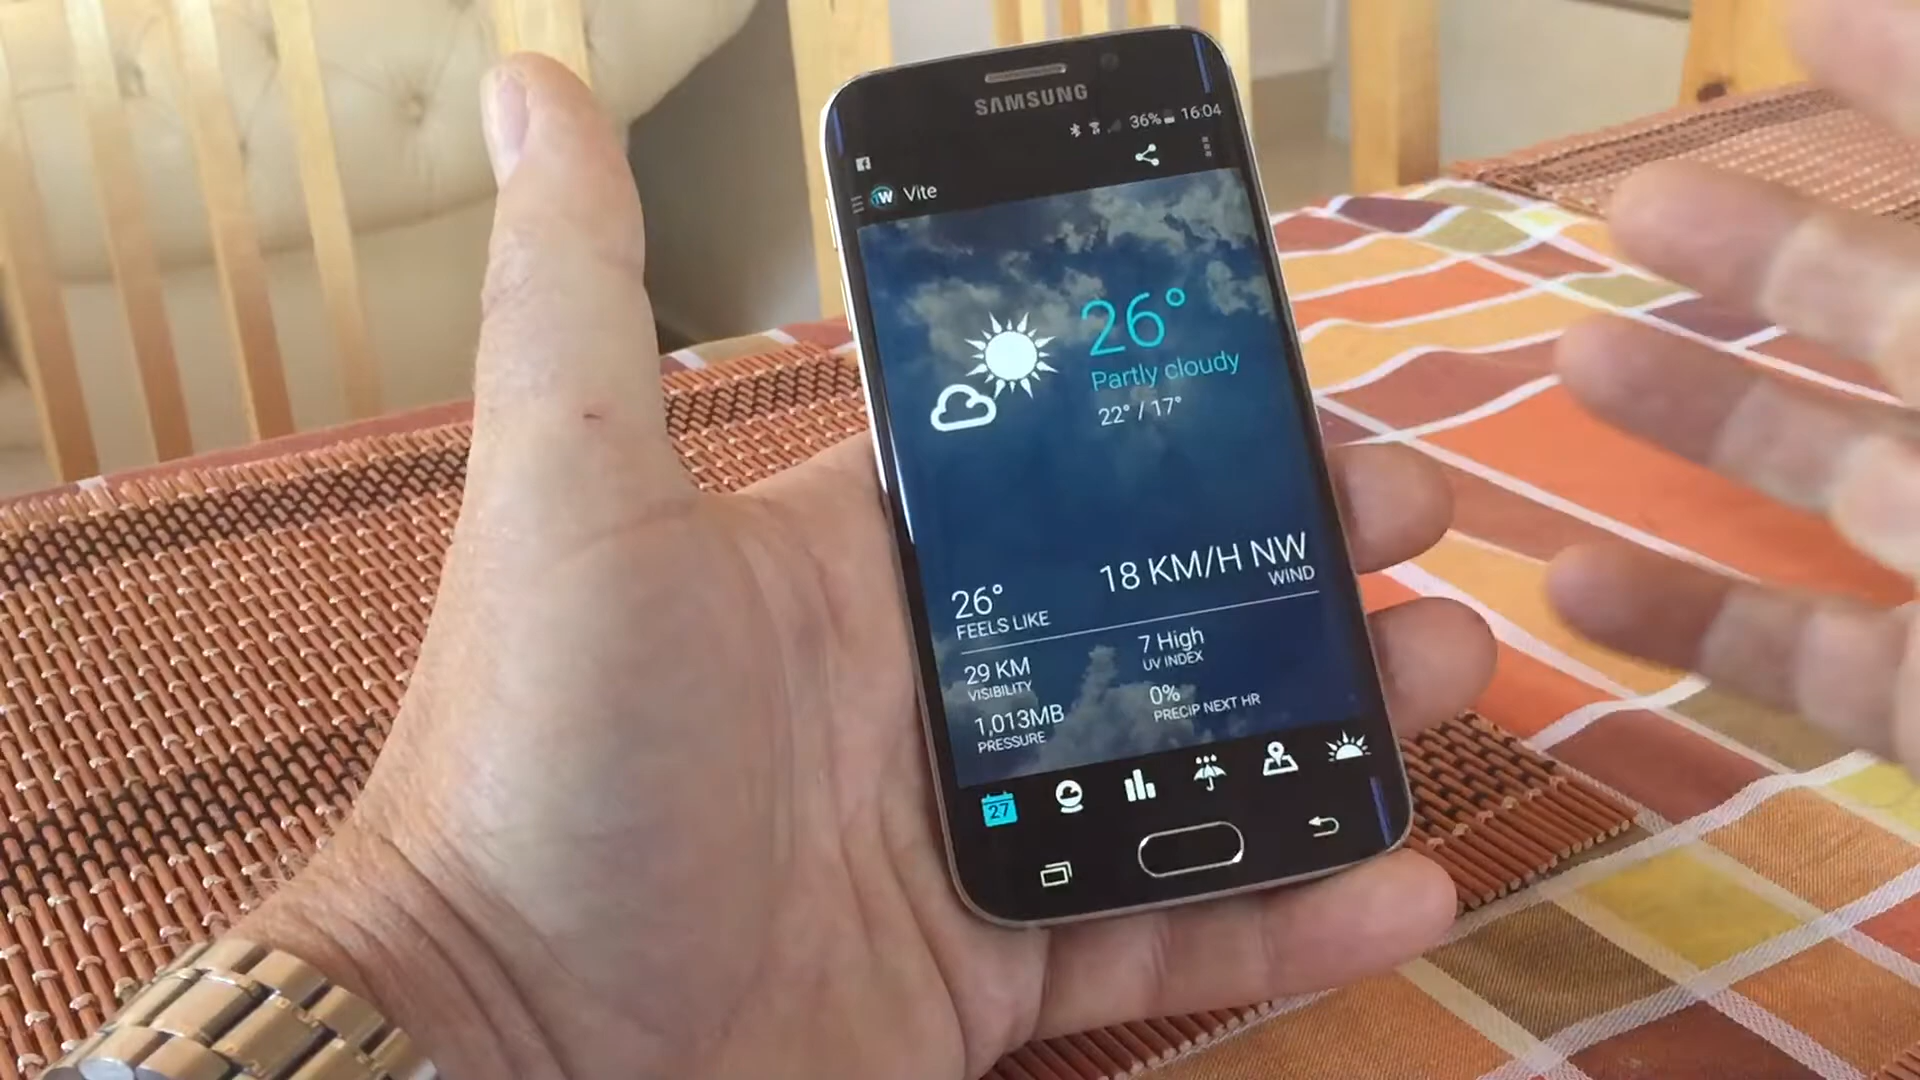 SAMSUNG
36% 16:04
W Vite
26°
Partly cloudy
22° / 17°
26°
FEELS LIKE
18 KM/H NW
WIND
29 KM
VISIBILITY
7 High
UV INDEX
1,013MB
PRESSURE
0%
PRECIP NEXT HR
27